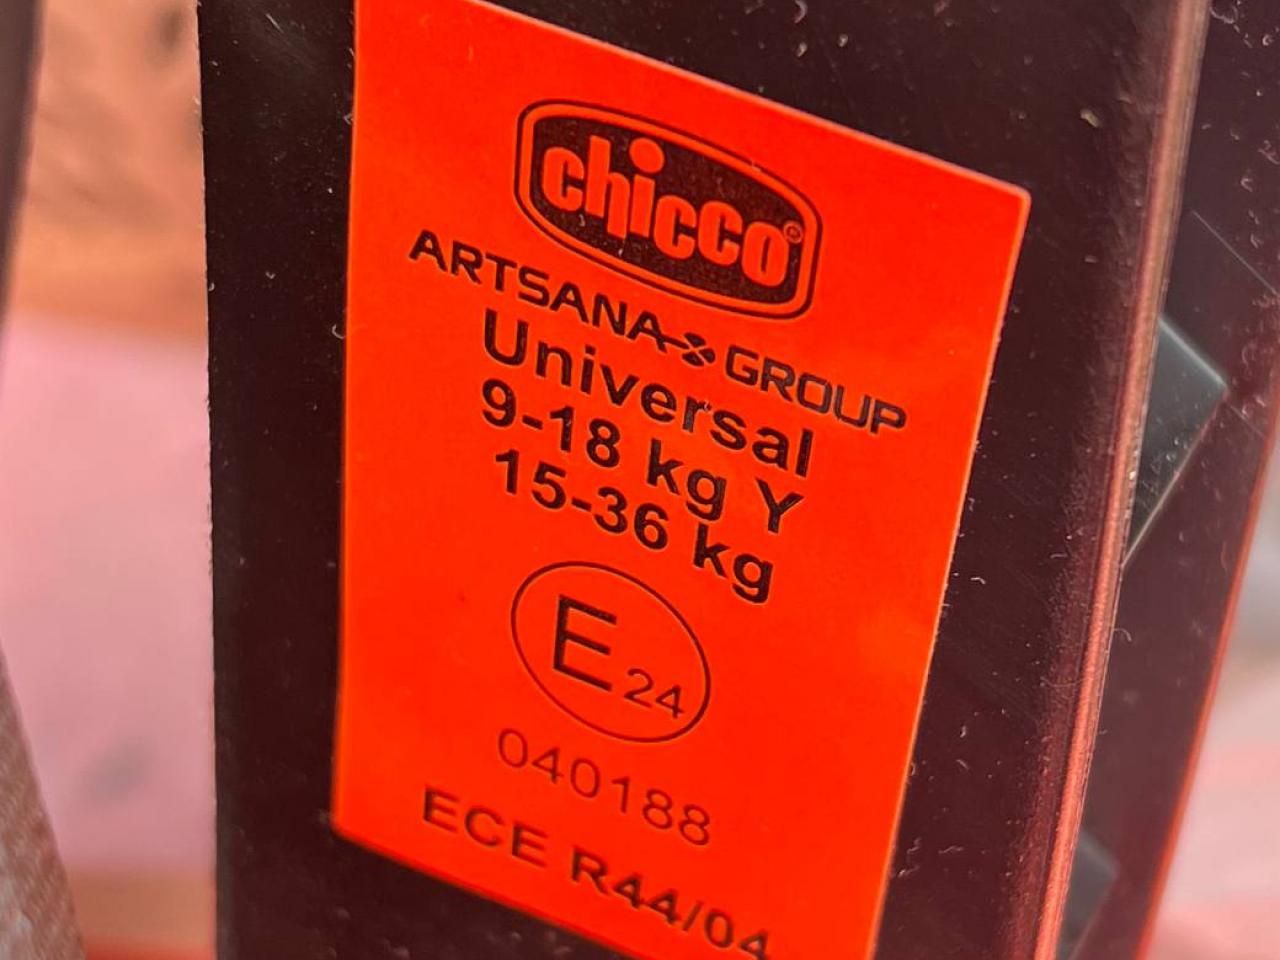 chicco®
ARTSANA GROUP
Universal
9-18 kg Y
15-36 kg
E 24
040188
ECE R44/04